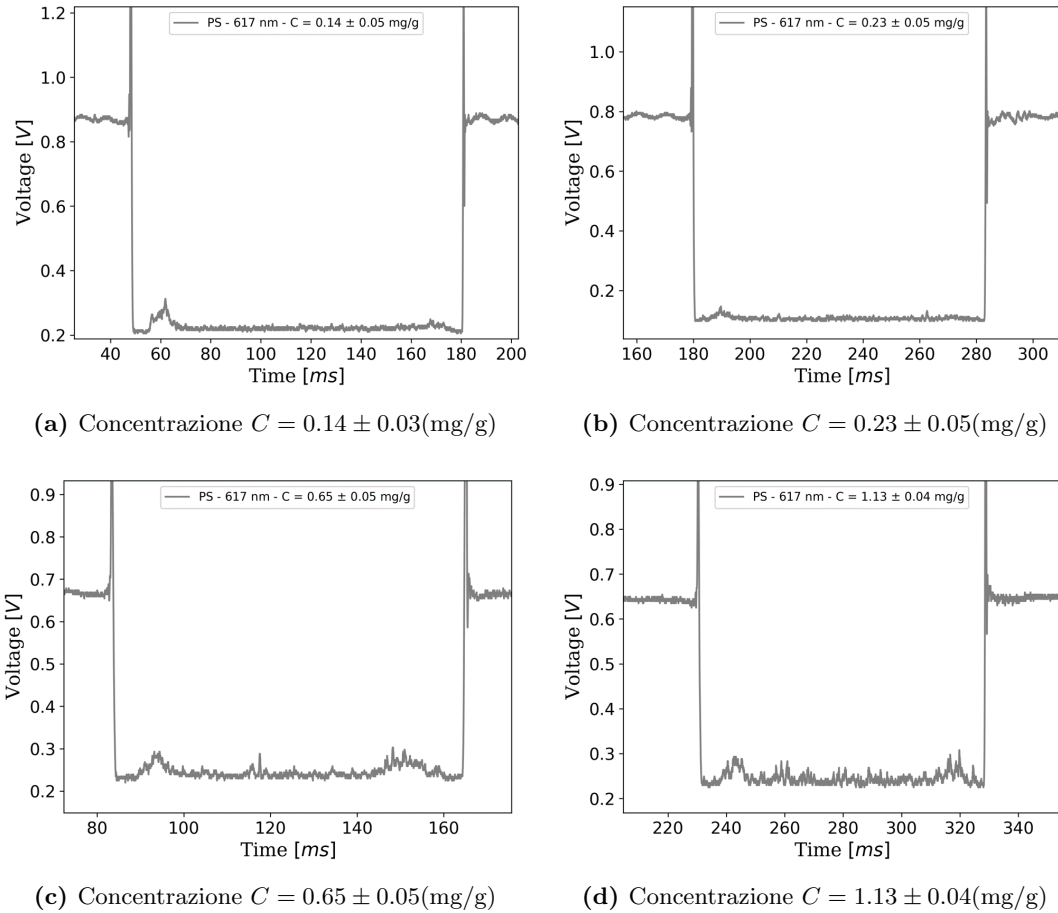 PS - 617 nm - C = 0.14 ± 0.05 mg/g
1.2
1.0
0.8
0.6
0.4
0.2
Voltage [V]
40 60 80 100 120 140 160 180 200
Time [ms]
(a) Concentrazione C = 0.14 ± 0.03(mg/g)
PS - 617 nm - C = 0.23 ± 0.05 mg/g
1.0
0.8
0.6
0.4
0.2
Voltage [V]
160 180 200 220 240 260 280 300
Time [ms]
(b) Concentrazione C = 0.23 ± 0.05(mg/g)
PS - 617 nm - C = 0.65 ± 0.05 mg/g
0.9
0.8
0.7
0.6
0.5
0.4
0.3
0.2
Voltage [V]
80 100 120 140 160
Time [ms]
(c) Concentrazione C = 0.65 ± 0.05(mg/g)
PS - 617 nm - C = 1.13 ± 0.04 mg/g
0.9
0.8
0.7
0.6
0.5
0.4
0.3
0.2
Voltage [V]
220 240 260 280 300 320 340
Time [ms]
(d) Concentrazione C = 1.13 ± 0.04(mg/g)